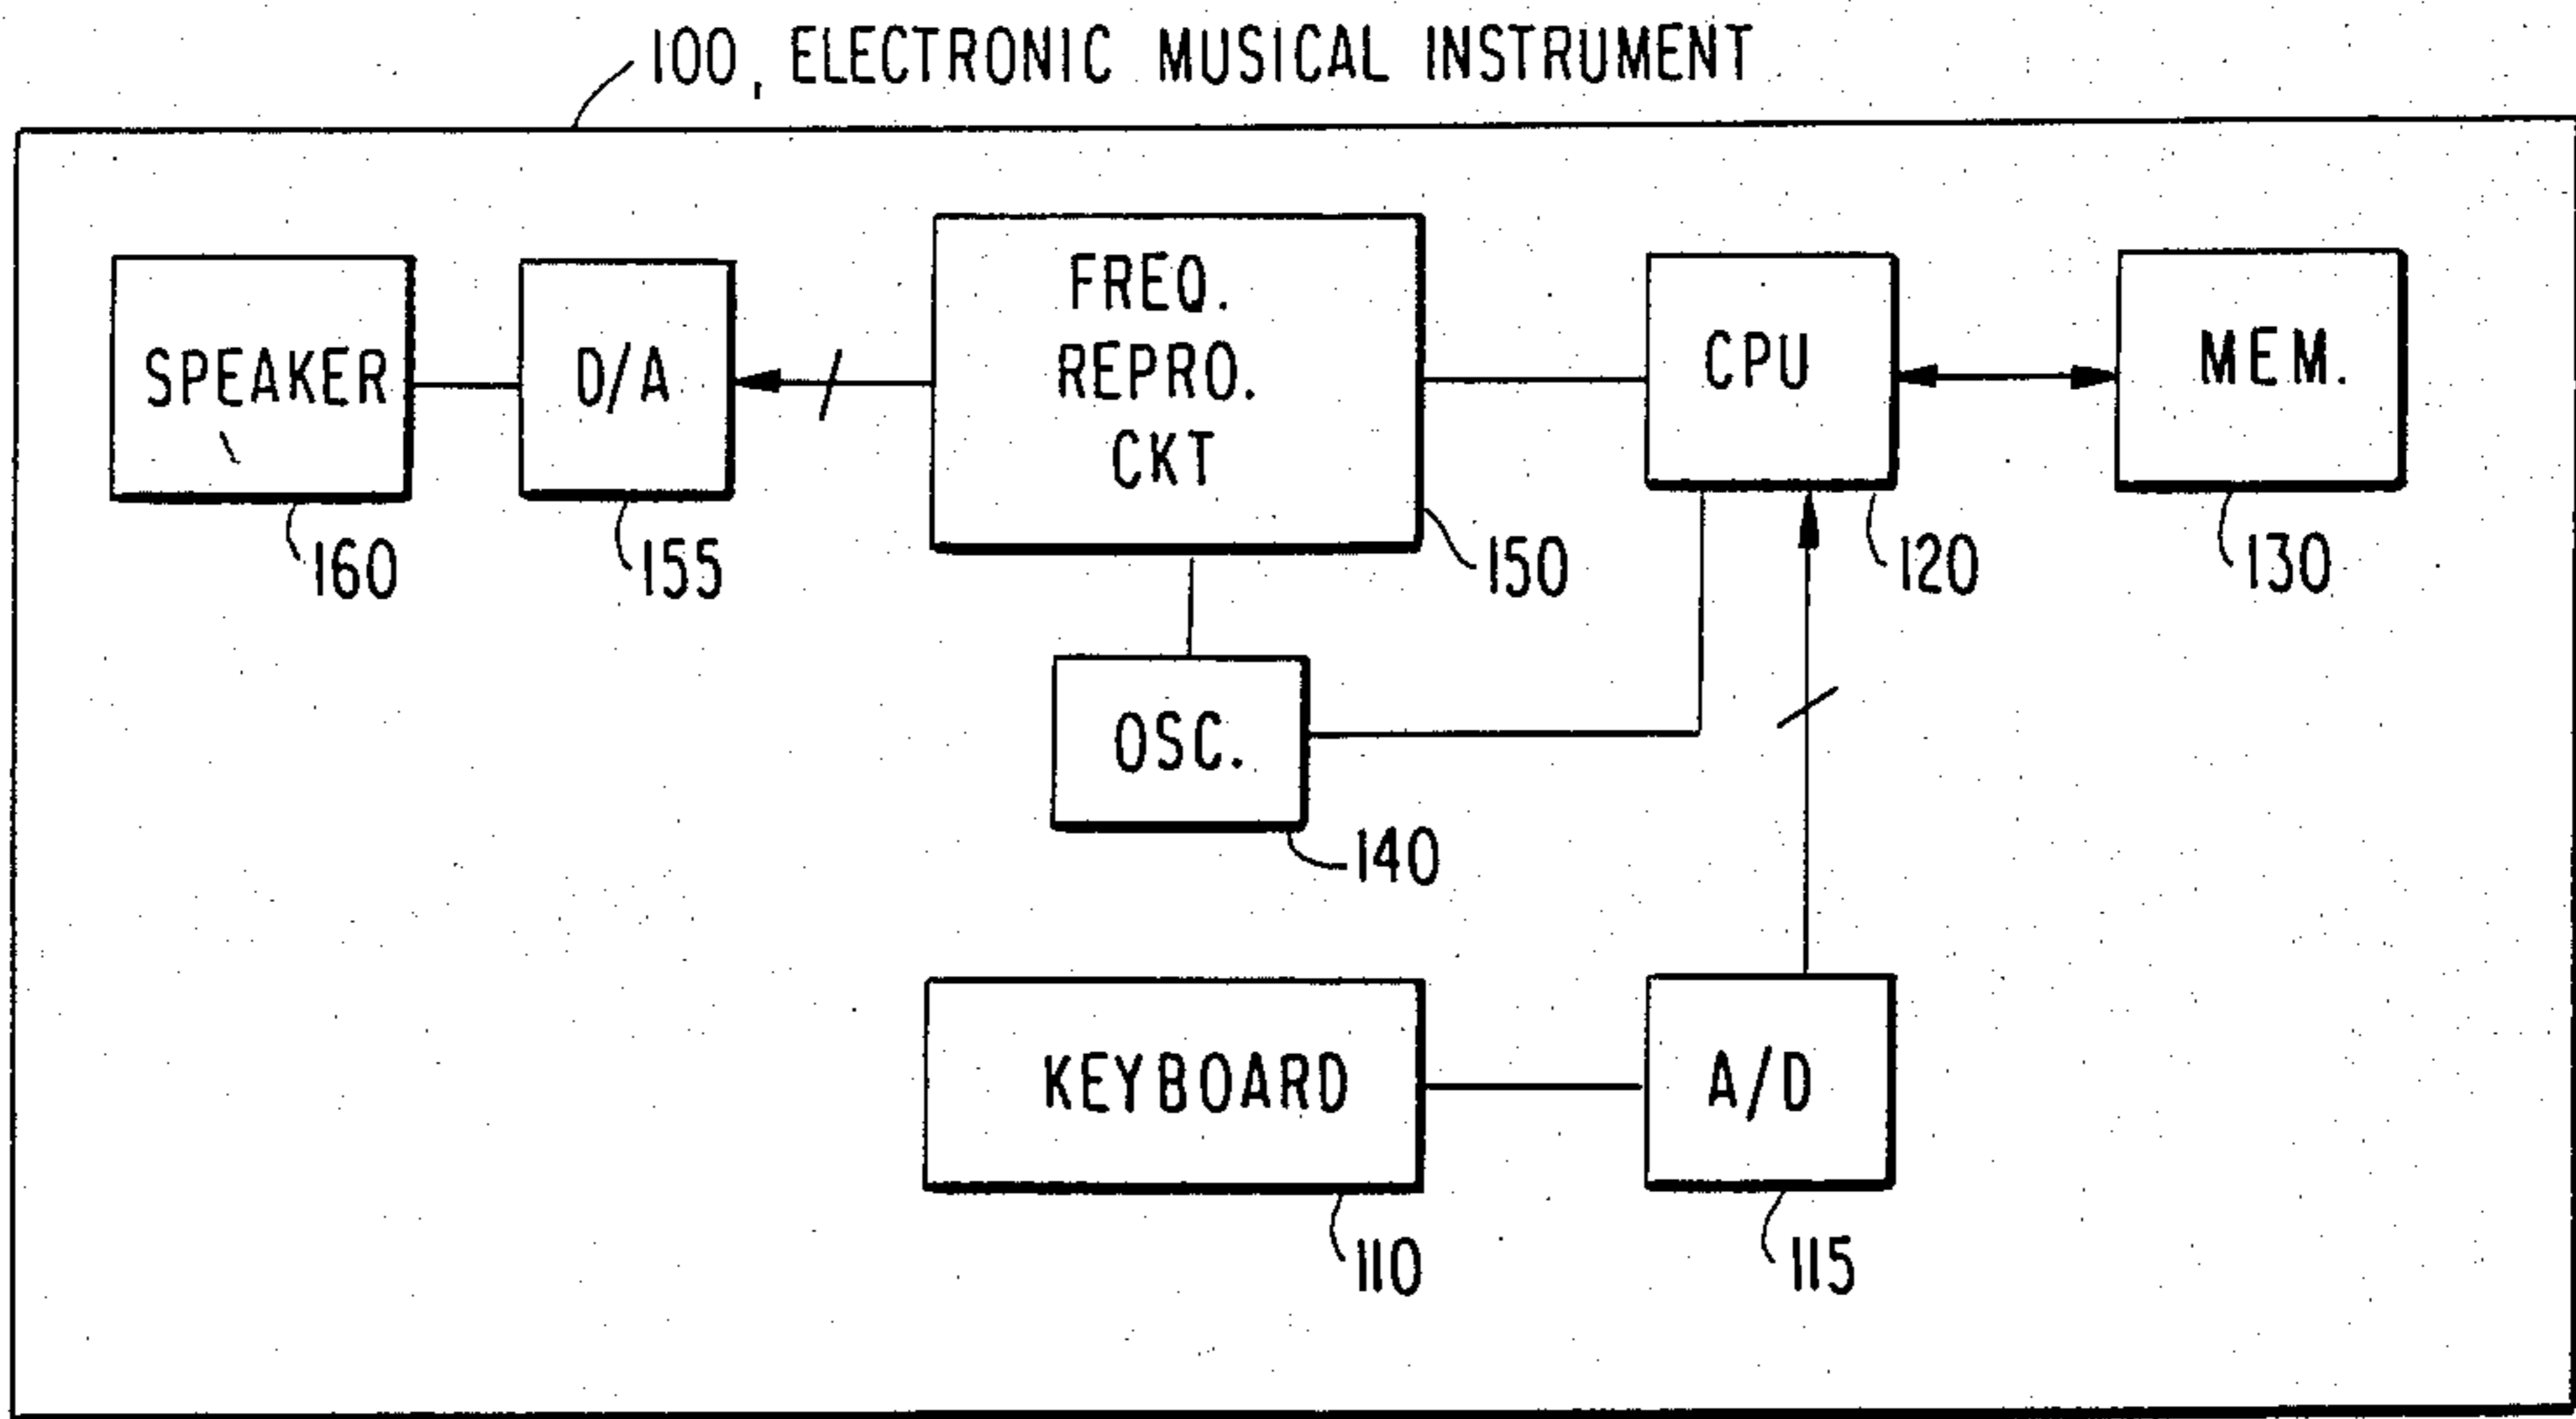 100, ELECTRONIC MUSICAL INSTRUMENT
SPEAKER
D/A
FREQ.
REPRO.
CKT
CPU
MEM.
160
155
150
120
130
OSC.
140
KEYBOARD
A/D
110
115